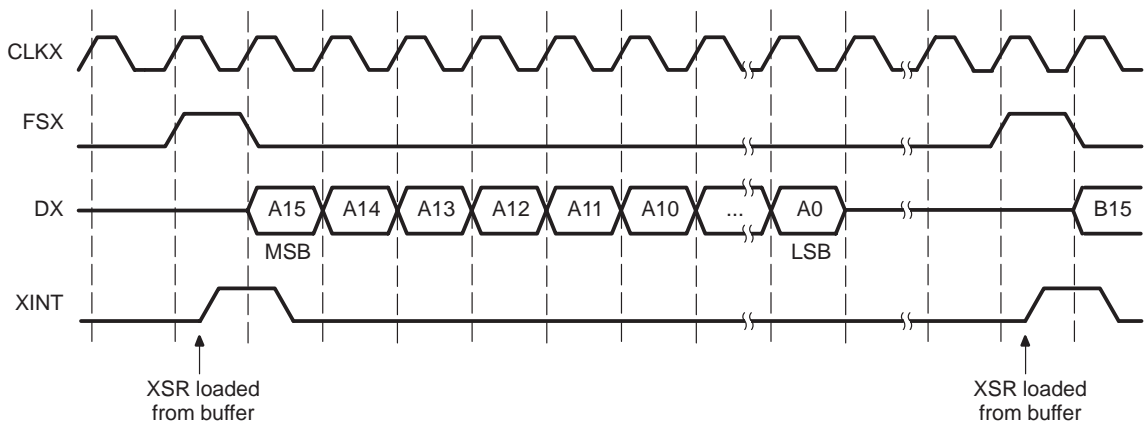 CLKX
FSX
DX
A15
A14
A13
A12
A11
A10
...
A0
B15
MSB
LSB
XINT
XSR loaded
from buffer
XSR loaded
from buffer